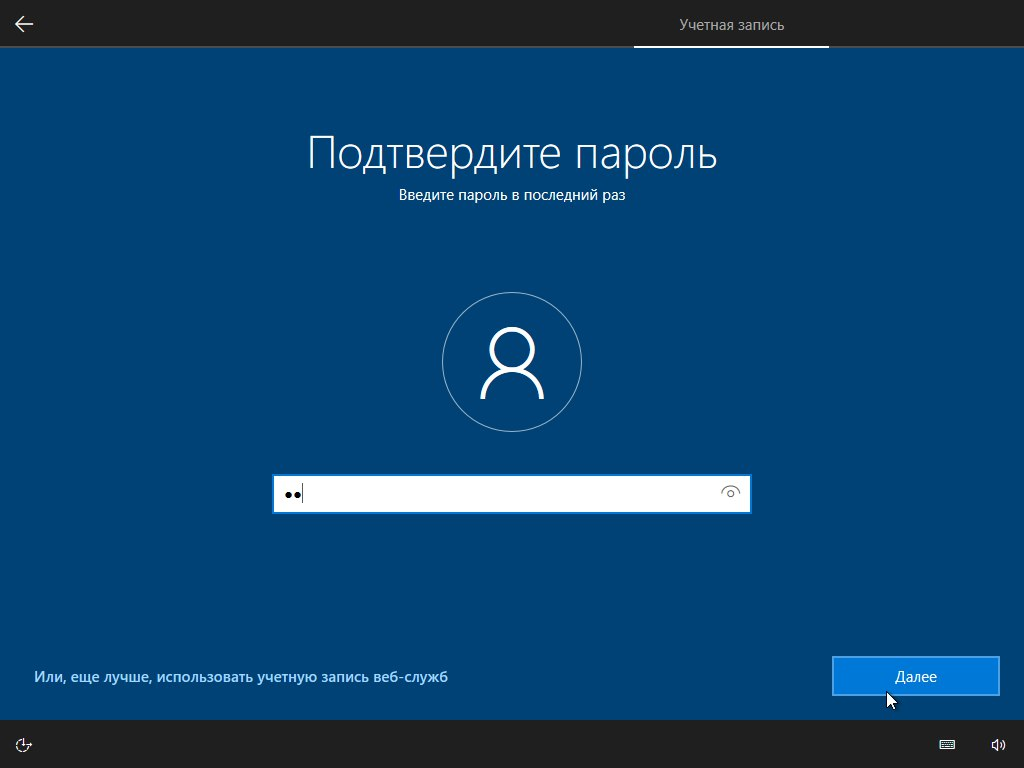 Учетная запись
Подтвердите пароль
Введите пароль в последний раз
Или, еще лучше, использовать учетную запись веб-служб
Далее